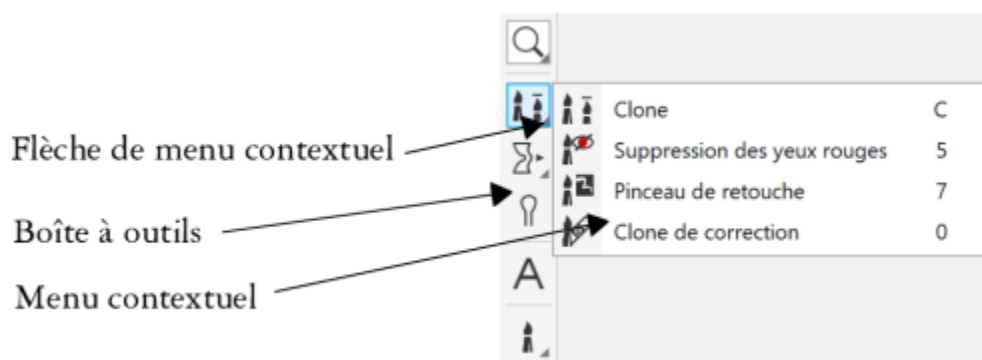 Clone C
Flèche de menu contextuel
Suppression des yeux rouges 5
Pinceau de retouche 7
Boîte à outils
Clone de correction 0
A
Menu contextuel